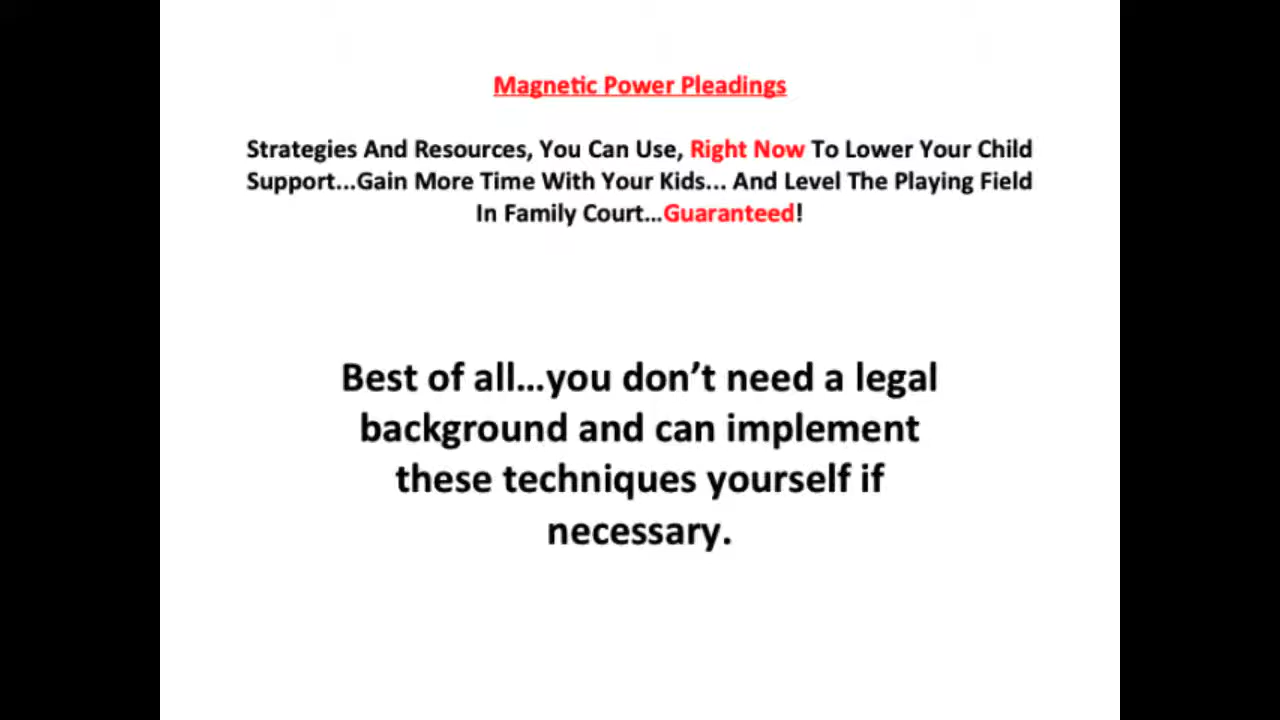 Magnetic Power Pleadings
Strategies And Resources, You Can Use, Right Now To Lower Your Child
Support...Gain More Time With Your Kids... And Level The Playing Field
In Family Court...Guaranteed!
Best of all...you don’t need a legal
background and can implement
these techniques yourself if
necessary.